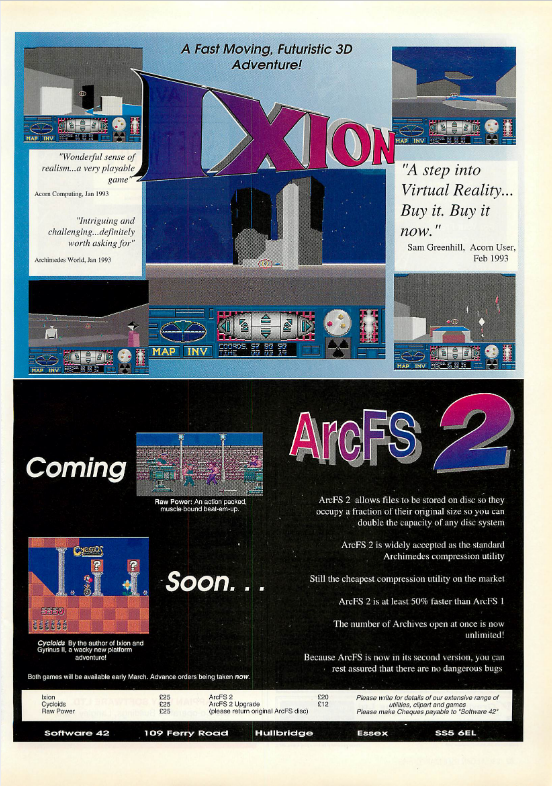 A Fast Moving, Futuristic 3D
Adventure!
IXION
MAP INV
MAP INV
"Wonderful sense of
realism...a very playable
game"
Acorn Computing, Jan 1993
"Intriguing and
challenging...definitely
worth asking for"
Archimedes World, Jan 1993
"A step into
Virtual Reality...
Buy it. Buy it
now."
Sam Greenhill, Acorn User,
Feb 1993
MAP INV
MAP INV
MAP INV
ArcFS 2
Coming
Raw Power: An action packed,
muscle bound beat-em-up.
Cycloids
Soon. . .
Cycloids By the author of Ixion and
Gyrinus II, a wacky new platform
adventure!
Both games will be available early March. Advance orders being taken now.
ArcFS 2 allows files to be stored on disc so they
occupy a fraction of their original size so you can
double the capacity of any disc system
ArcFS 2 is widely accepted as the standard
Archimedes compression utility
Still the cheapest compression utility on the market
ArcFS 2 is at least 50% faster than ArcFS 1
The number of Archives open at once is now
unlimited!
Because ArcFS is now in its second version, you can
rest assured that there are no dangerous bugs
Ixion £25
Cycloids £25
Raw Power £25
ArcFS 2 £20
ArcFS 2 Upgrade £12
(please return original ArcFS disc)
Please write for details of our extensive range of
utilities, clipart and games
Please make Cheques payable to "Software 42"
Software 42 109 Ferry Road Hullbridge Essex SS5 6EL